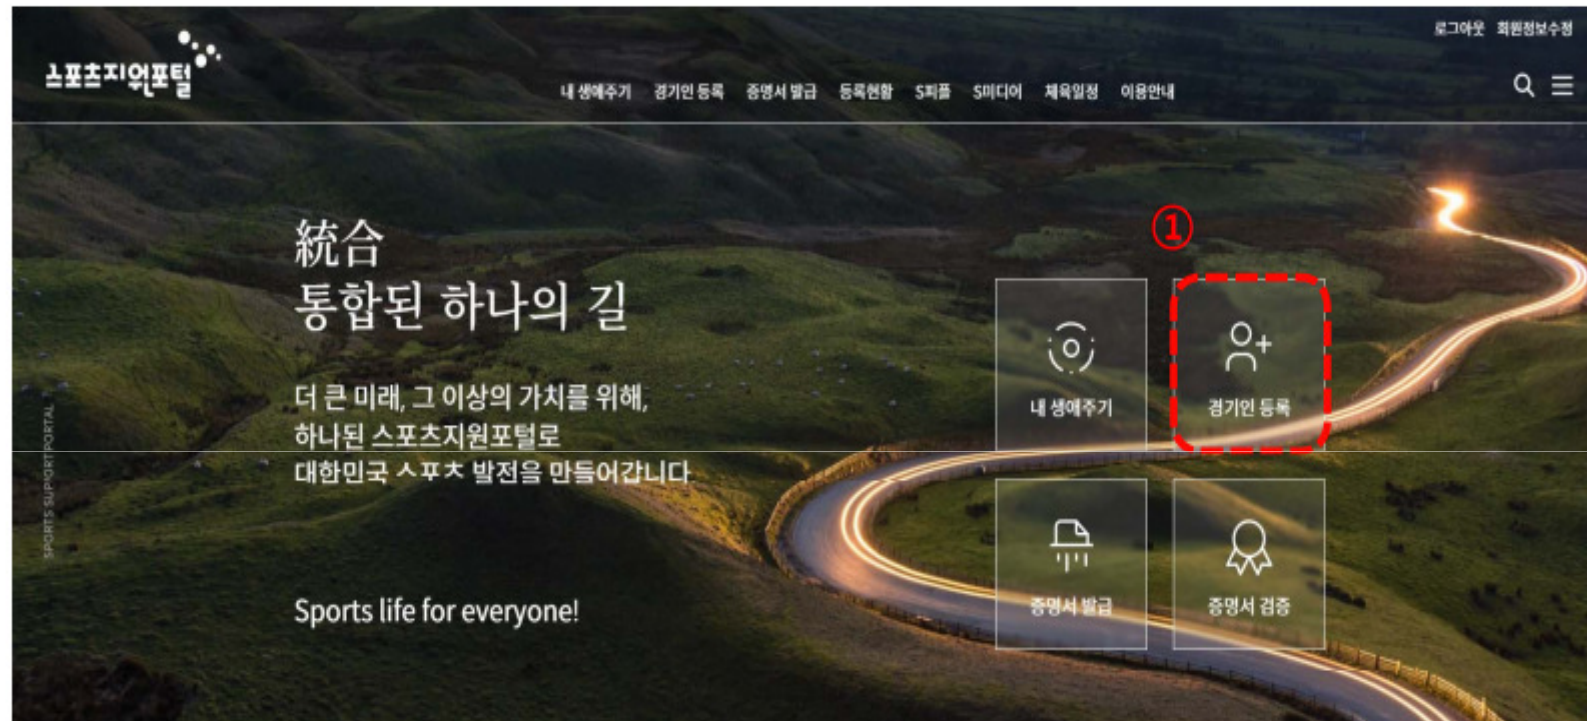 로그아웃 회원정보수정
스포츠지원포털
내 생애주기 경기인 등록 증명서 발급 등록현황 S피플 S미디어 체육일정 이용안내
統合
통합된 하나의 길
더 큰 미래, 그 이상의 가치를 위해,
하나된 스포츠지원포털로
대한민국 스포츠 발전을 만들어갑니다
Sports life for everyone!
SPORTS SUPORT PORTAL
①
내 생애주기
경기인 등록
증명서 발급
증명서 검증